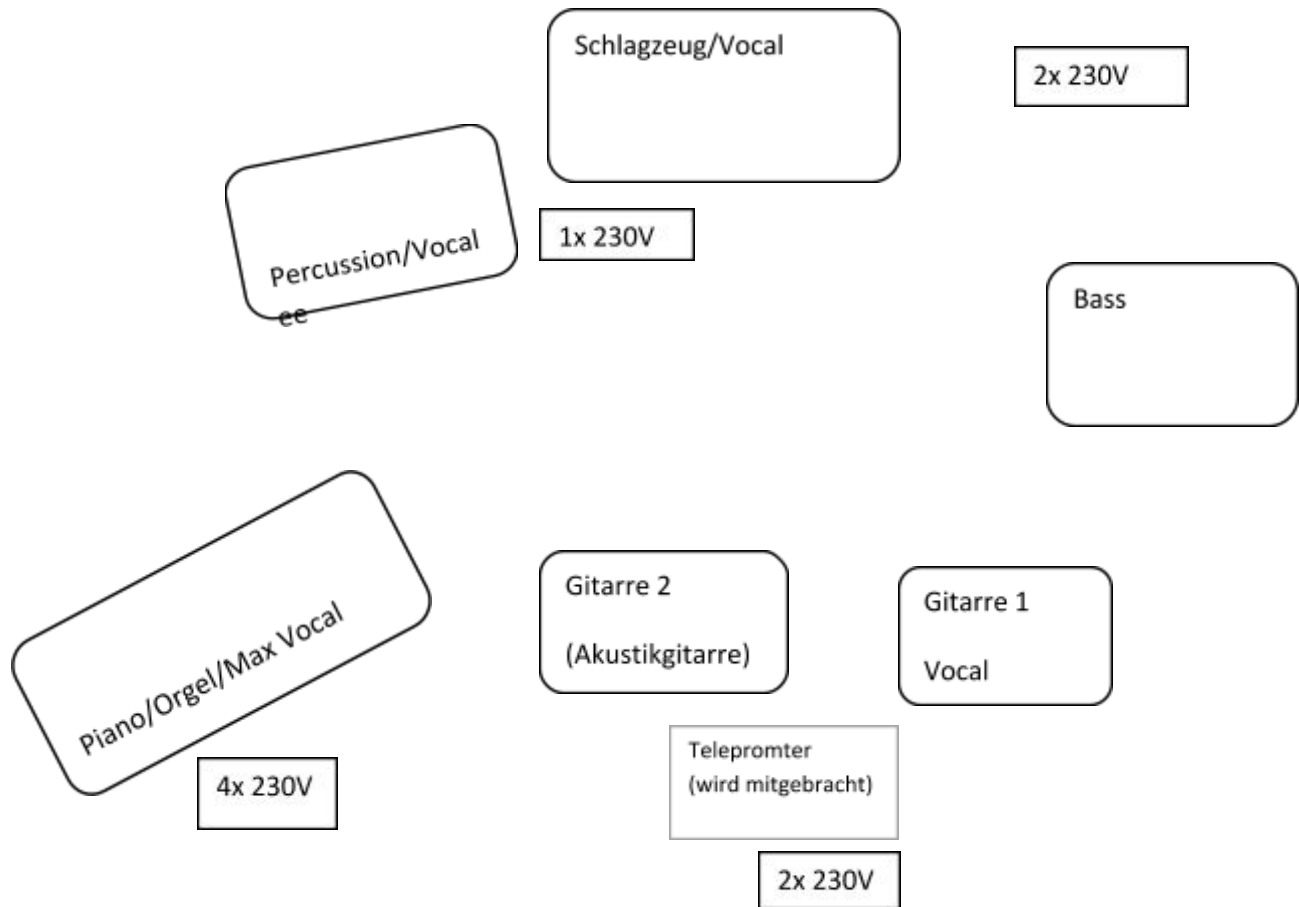 Schlagzeug/Vocal
2x 230V
Percussion/Vocal
ee
1x 230V
Bass
Piano/Orgel/Max Vocal
4x 230V
Gitarre 2
(Akustikgitarre)
Gitarre 1
Vocal
Telepromter
(wird mitgebracht)
2x 230V